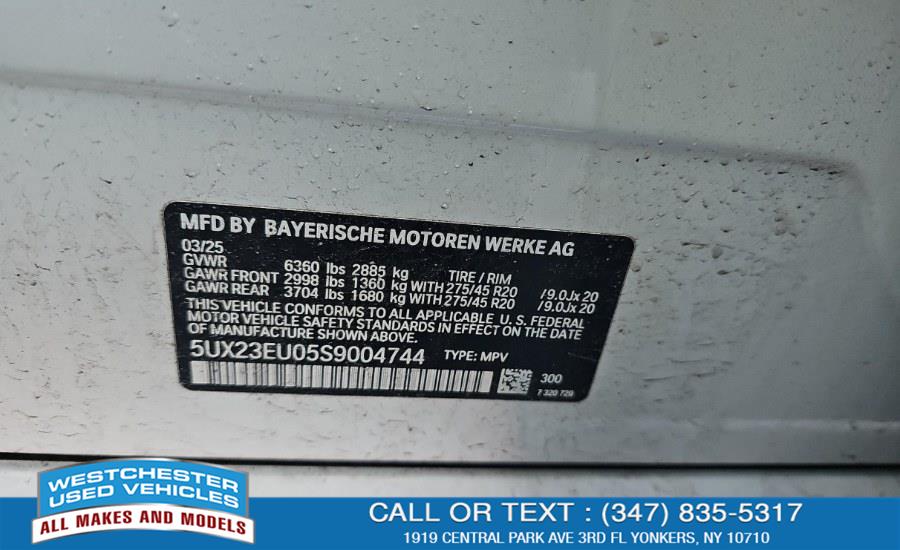 MFD BY BAYERISCHE MOTOREN WERKE AG
03/25
GVWR 6360 lbs 2885 kg TIRE / RIM
GAWR FRONT 2998 lbs 1360 kg WITH 275/45 R20 /9.0Jx 20
GAWR REAR 3704 lbs 1680 kg WITH 275/45 R20 /9.0Jx 20
THIS VEHICLE CONFORMS TO ALL APPLICABLE U. S. FEDERAL
MOTOR VEHICLE SAFETY STANDARDS IN EFFECT ON THE DATE
OF MANUFACTURE SHOWN ABOVE.
5UX23EU05S9004744 TYPE: MPV
300
7 320 720
WESTCHESTER
USED VEHICLES
ALL MAKES AND MODELS
CALL OR TEXT : (347) 835-5317
1919 CENTRAL PARK AVE 3RD FL YONKERS, NY 10710